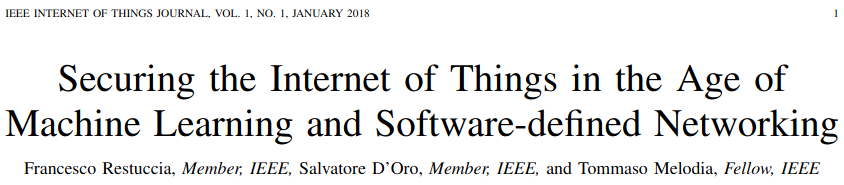 IEEE INTERNET OF THINGS JOURNAL, VOL. 1, NO. 1, JANUARY 2018 1
Securing the Internet of Things in the Age of
Machine Learning and Software-defined Networking
Francesco Restuccia, Member, IEEE, Salvatore D'Oro, Member, IEEE, and Tommaso Melodia, Fellow, IEEE